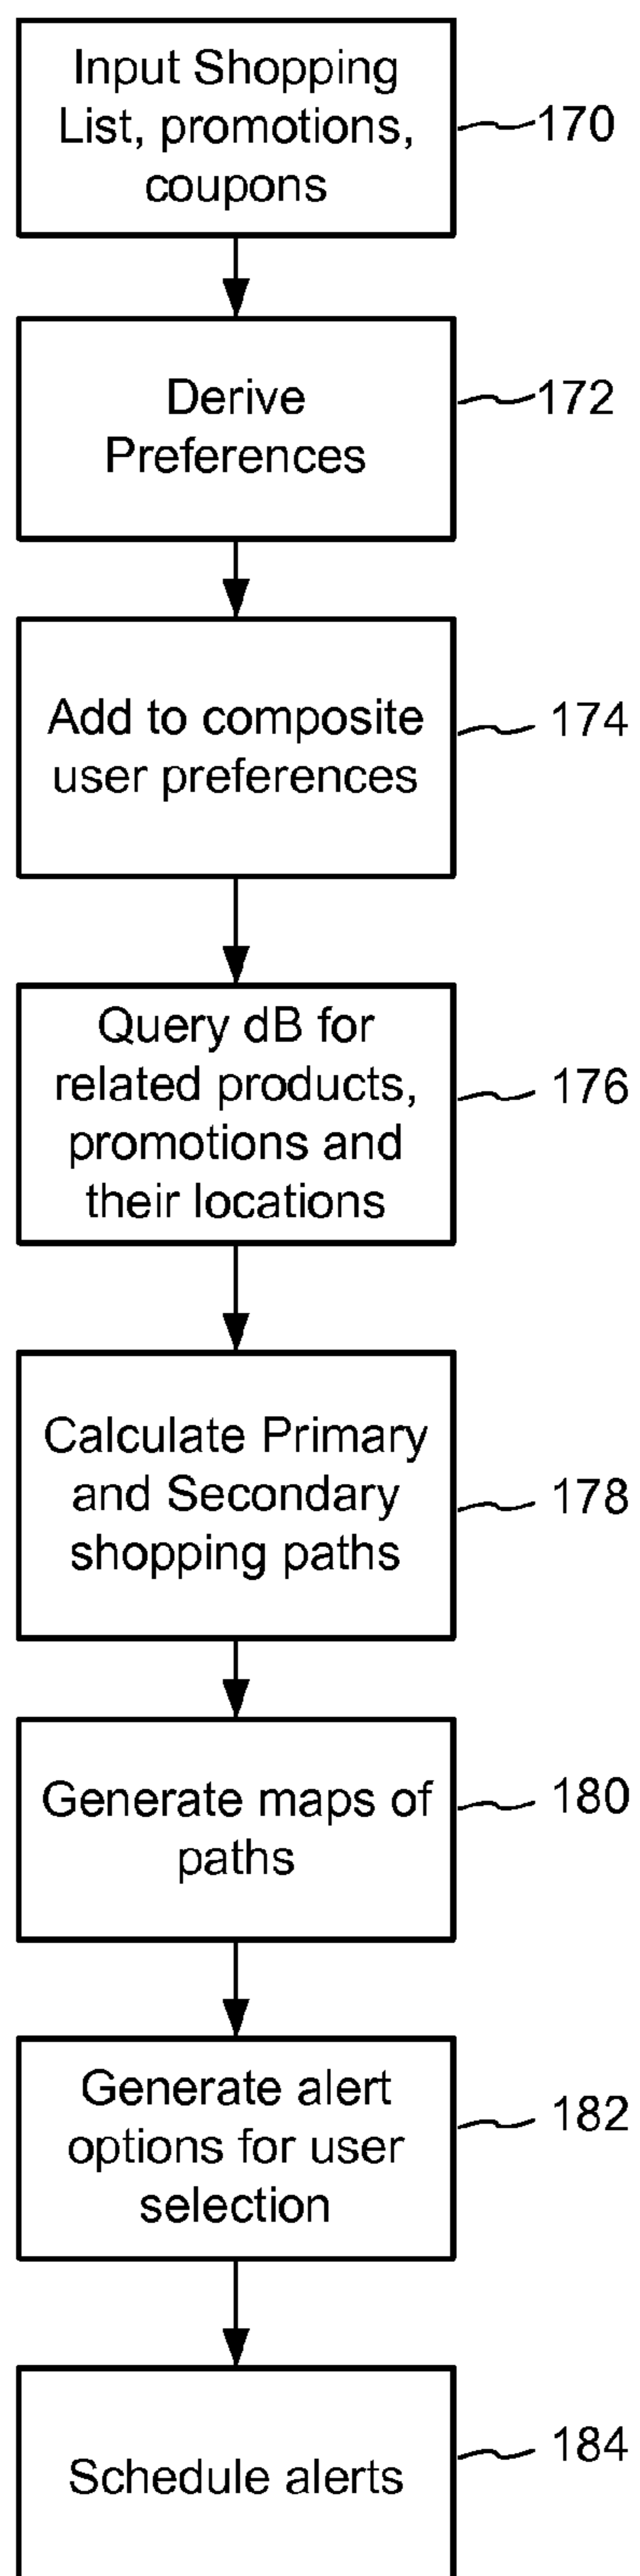 Input Shopping
List, promotions,
coupons
170
Derive
Preferences
172
Add to composite
user preferences
174
Query dB for
related products,
promotions and
their locations
176
Calculate Primary
and Secondary
shopping paths
178
Generate maps of
paths
180
Generate alert
options for user
selection
182
Schedule alerts
184